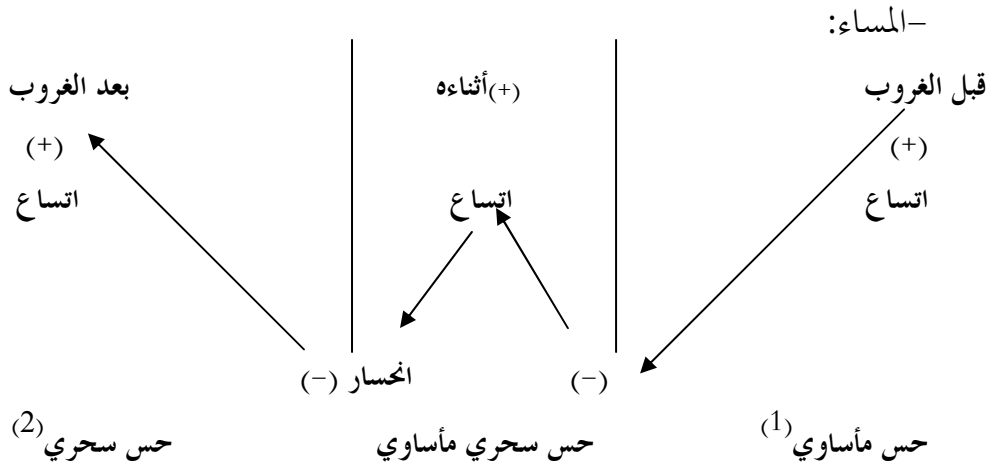 –المساء:
قبل الغروب (+)أثناءه بعد الغروب
(+) (+)
اتساع اتساع اتساع
(–) انحسار (–)
حس مأساوي(1) حس سحري مأساوي حس سحري(2)